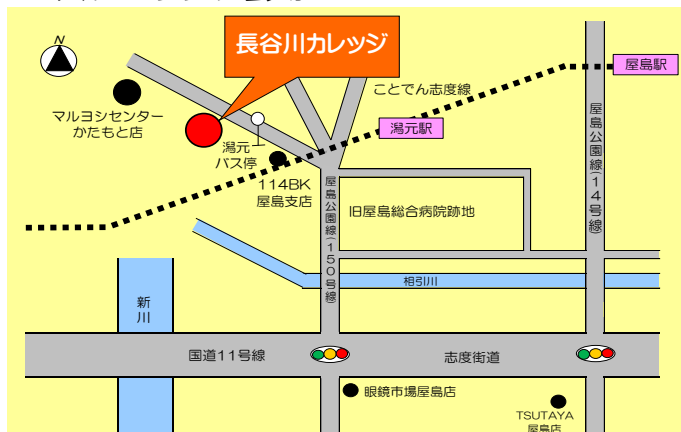 N
長谷川カレッジ
屋島駅
ことでん志度線
マルヨシセンター
かたもと店
潟元
バス停
潟元駅
114BK
屋島支店
屋島公園線(150号線)
屋島公園線(14号線)
旧屋島総合病院跡地
相引川
新川
国道11号線
志度街道
眼鏡市場屋島店
TSUTAYA
屋島店